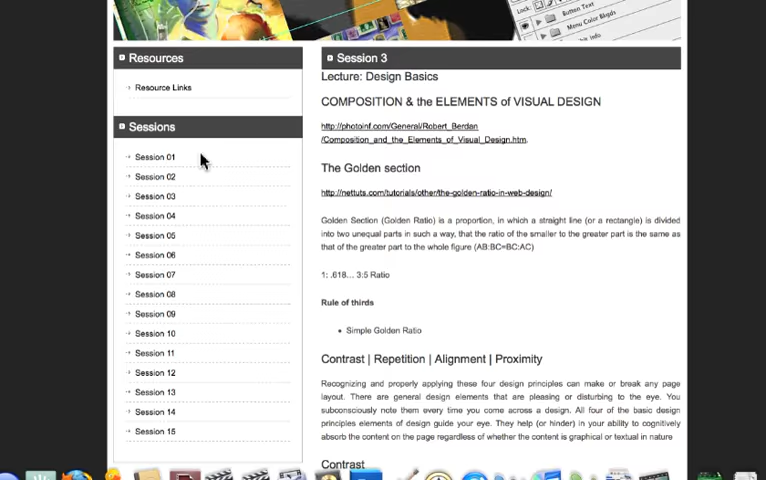 Lock:
Button Text
Menu Color Bkgds
Resources
Resource Links
Sessions
Session 01
Session 02
Session 03
Session 04
Session 05
Session 06
Session 07
Session 08
Session 09
Session 10
Session 11
Session 12
Session 13
Session 14
Session 15
Session 3
Lecture: Design Basics
COMPOSITION & the ELEMENTS of VISUAL DESIGN
http://photoinf.com/General/Robert_Berdan
/Composition_and_the_Elements_of_Visual_Design.htm.
The Golden section
http://nettuts.com/tutorials/other/the-golden-ratio-in-web-design/
Golden Section (Golden Ratio) is a proportion, in which a straight line (or a rectangle) is divided
into two unequal parts in such a way, that the ratio of the smaller to the greater part is the same as
that of the greater part to the whole figure (AB:BC=BC:AC)
1: .618... 3:5 Ratio
Rule of thirds
• Simple Golden Ratio
Contrast | Repetition | Alignment | Proximity
Recognizing and properly applying these four design principles can make or break any page
layout. There are general design elements that are pleasing or disturbing to the eye. You
subconsciously note them every time you come across a design. All four of the basic design
principles elements of design guide your eye. They help (or hinder) in your ability to cognitively
absorb the content on the page regardless of whether the content is graphical or textual in nature
Contrast